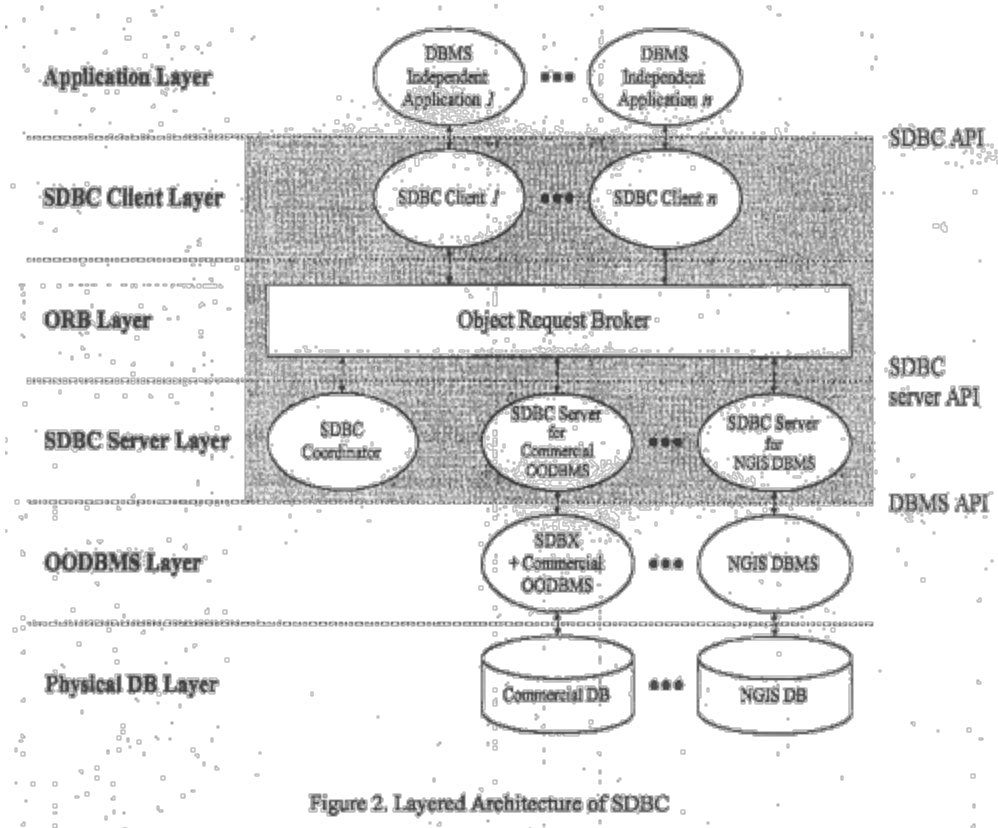 Application Layer
DBMS
Independent
Application 1
•••
DBMS
Independent
Application n
SDBC API
SDBC Client Layer
SDBC Client 1
•••
SDBC Client n
ORB Layer
Object Request Broker
SDBC
server API
SDBC Server Layer
SDBC
Coordinator
SDBC Server
for
Commercial
OODBMS
•••
SDBC Server
for
NGIS DBMS
DBMS API
OODBMS Layer
SDBX
+ Commercial
OODBMS
•••
NGIS DBMS
Physical DB Layer
Commercial DB
•••
NGIS DB
Figure 2. Layered Architecture of SDBC